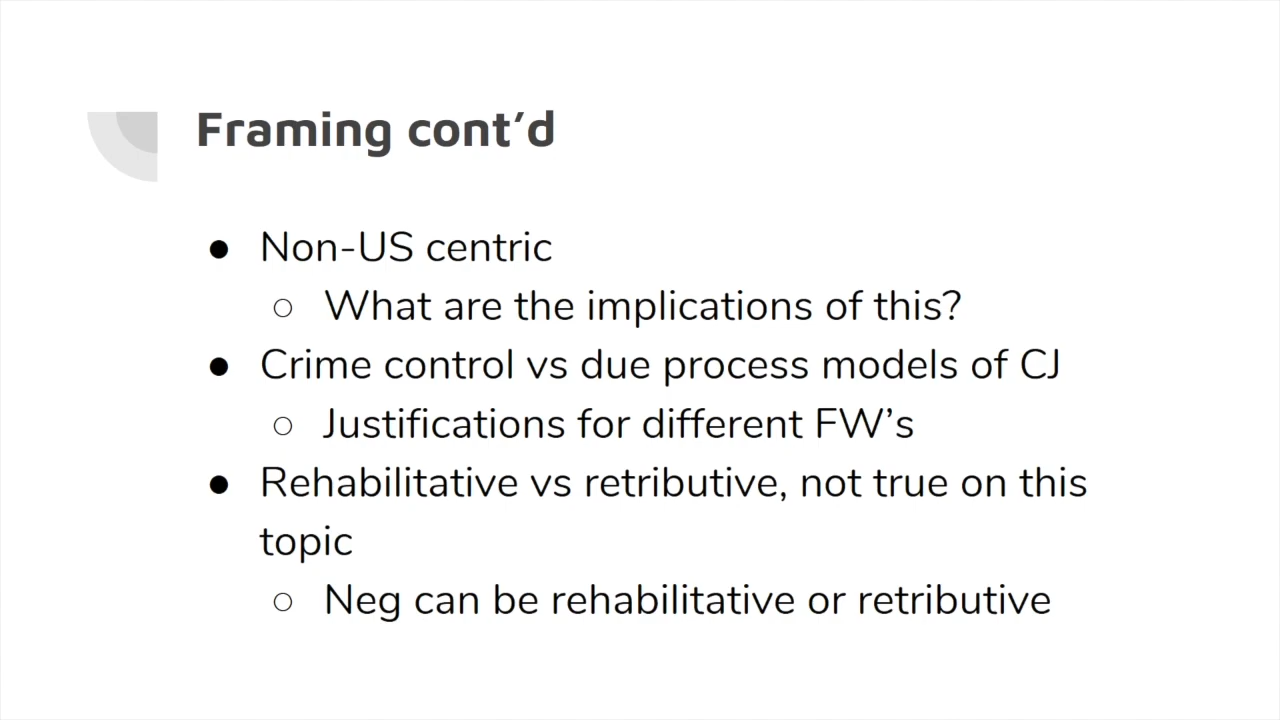 Framing cont’d
● Non-US centric
○ What are the implications of this?
● Crime control vs due process models of CJ
○ Justifications for different FW’s
● Rehabilitative vs retributive, not true on this
topic
○ Neg can be rehabilitative or retributive